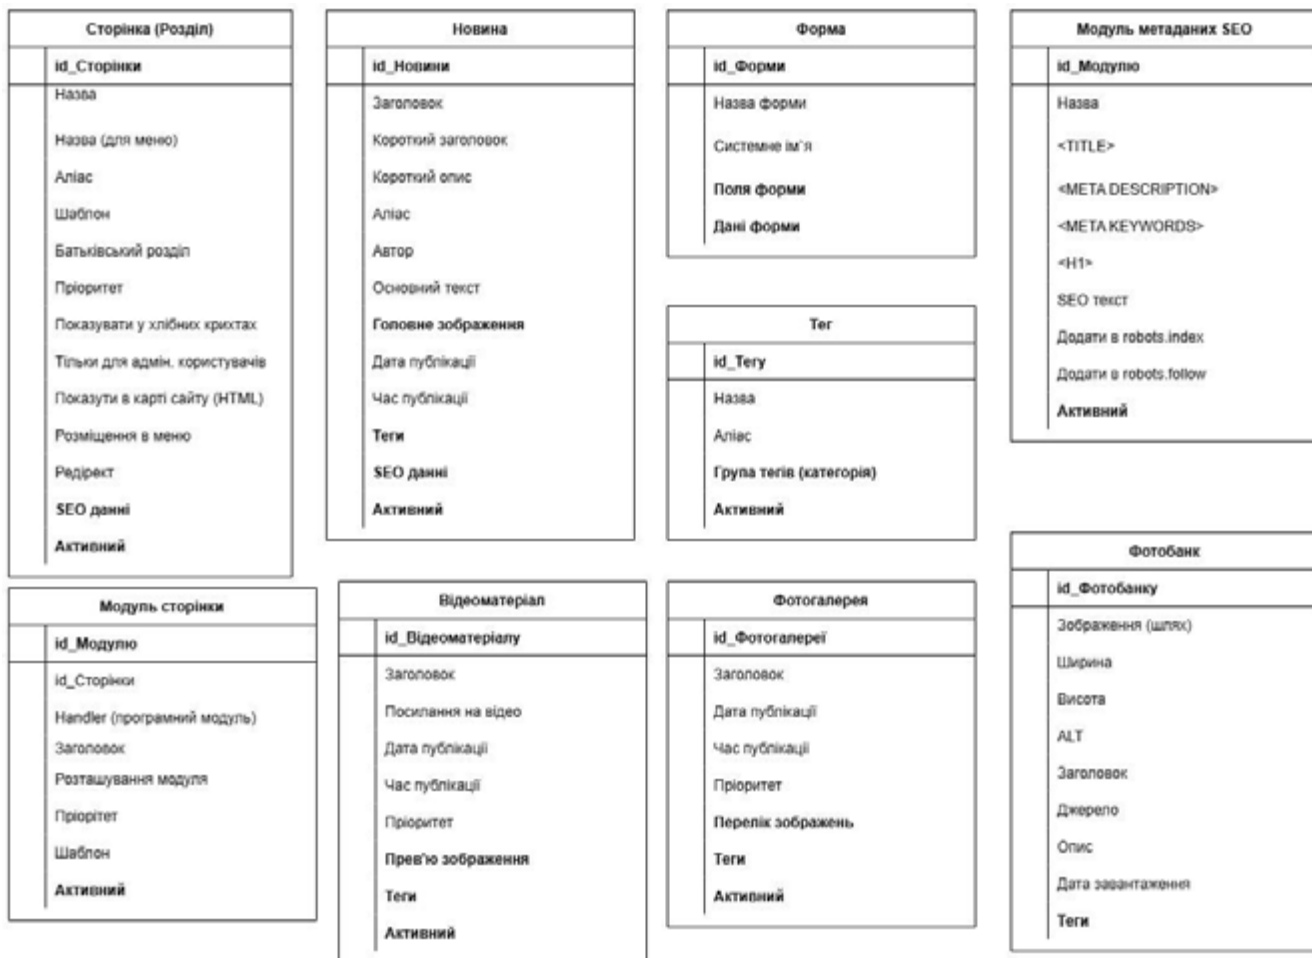 Сторінка (Розділ)
id_Сторінки
Назва
Назва (для меню)
Аліас
Шаблон
Батьківський розділ
Пріоритет
Показувати у хлібних крихтах
Тільки для адмін. користувачів
Показути в карті сайту (HTML)
Розміщення в меню
Редірект
SEO данні
Активний
Новина
id_Новини
Заголовок
Короткий заголовок
Короткий опис
Аліас
Автор
Основний текст
Головне зображення
Дата публікації
Час публікації
Теги
SEO данні
Активний
Форма
id_Форми
Назва форми
Системне ім`я
Поля форми
Дані форми
Тег
id_Тегу
Назва
Аліас
Група тегів (категорія)
Активний
Модуль метаданих SEO
id_Модулю
Назва
<TITLE>
<META DESCRIPTION>
<META KEYWORDS>
<H1>
SEO текст
Додати в robots.index
Додати в robots.follow
Активний
Модуль сторінки
id_Модулю
id_Сторінки
Handler (програмний модуль)
Заголовок
Розташування модуля
Пріорітет
Шаблон
Активний
Відеоматеріал
id_Відеоматеріалу
Заголовок
Посилання на відео
Дата публікації
Час публікації
Пріоритет
Прев'ю зображення
Теги
Активний
Фотогалерея
id_Фотогалереї
Заголовок
Дата публікації
Час публікації
Пріоритет
Перелік зображень
Теги
Активний
Фотобанк
id_Фотобанку
Зображення (шлях)
Ширина
Висота
ALT
Заголовок
Джерело
Опис
Дата завантаження
Теги